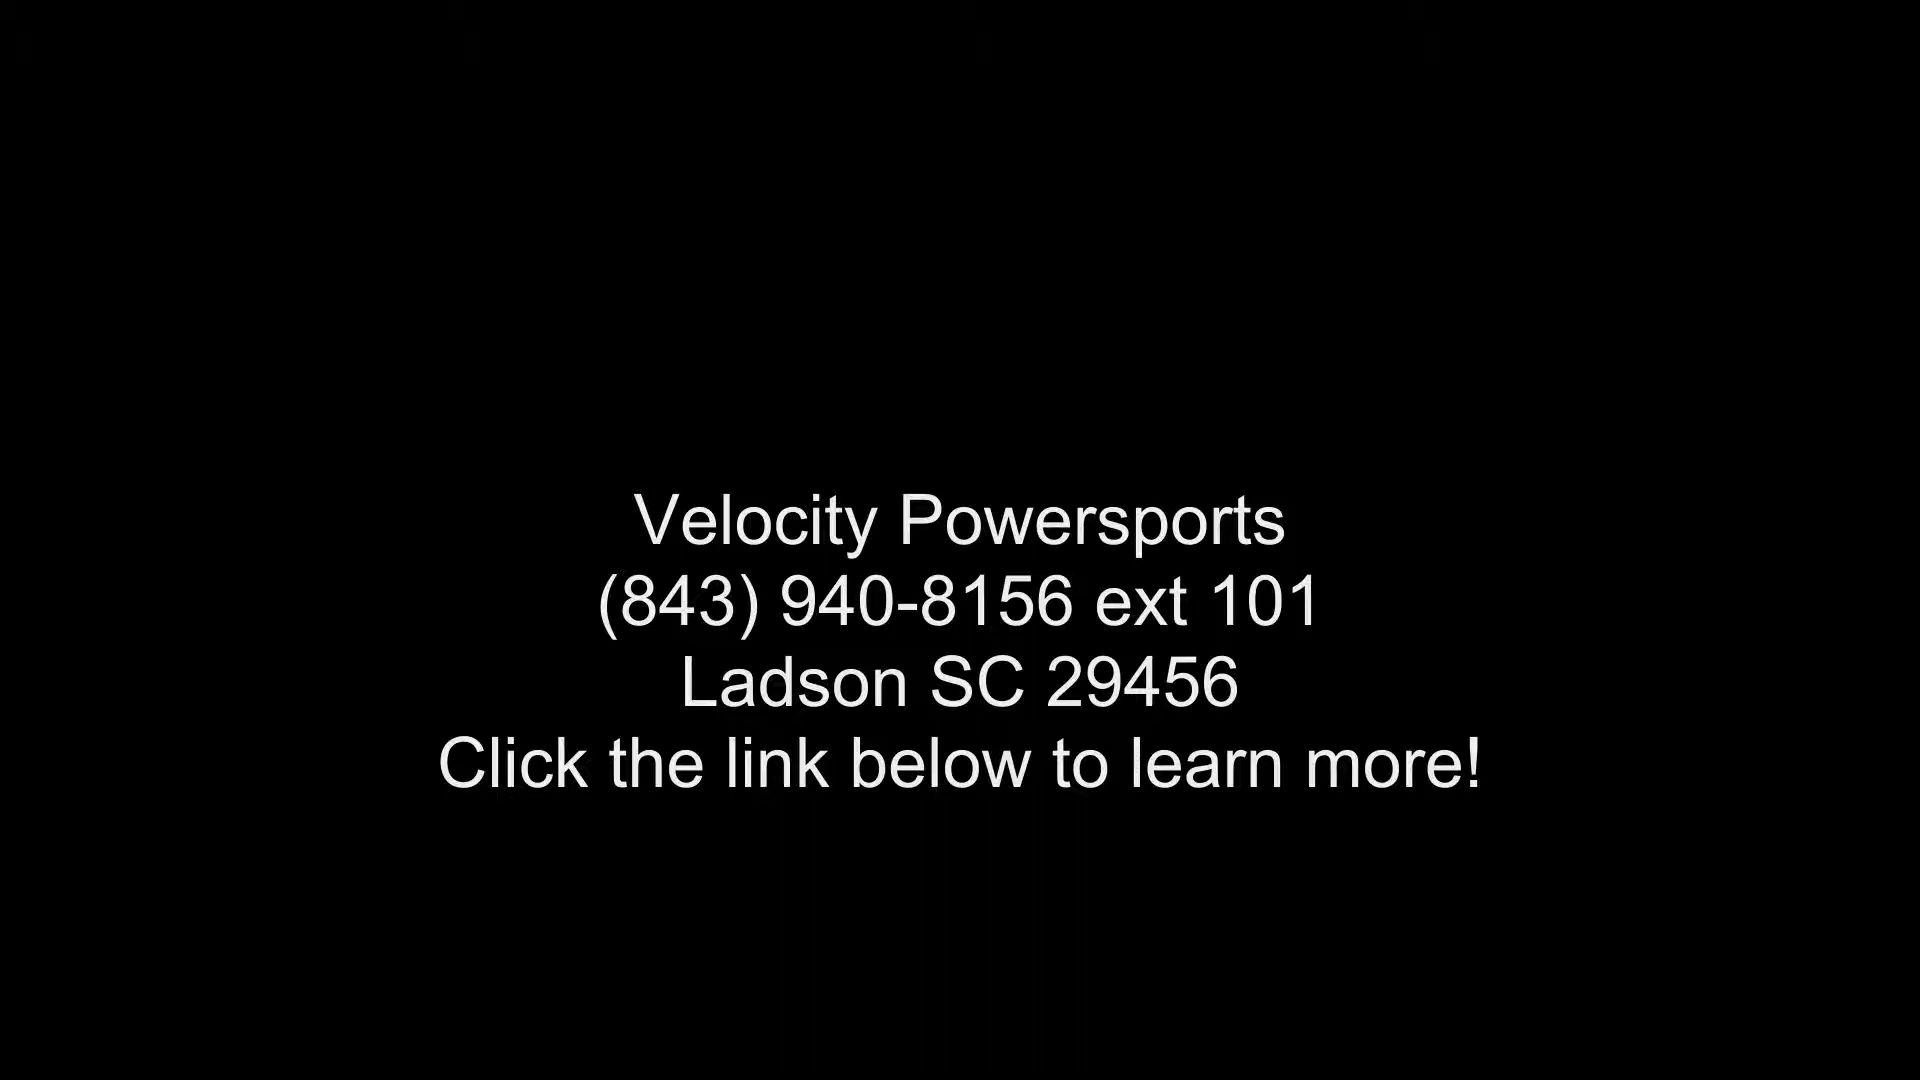 Velocity Powersports
(843) 940-8156 ext 101
Ladson SC 29456
Click the link below to learn more!